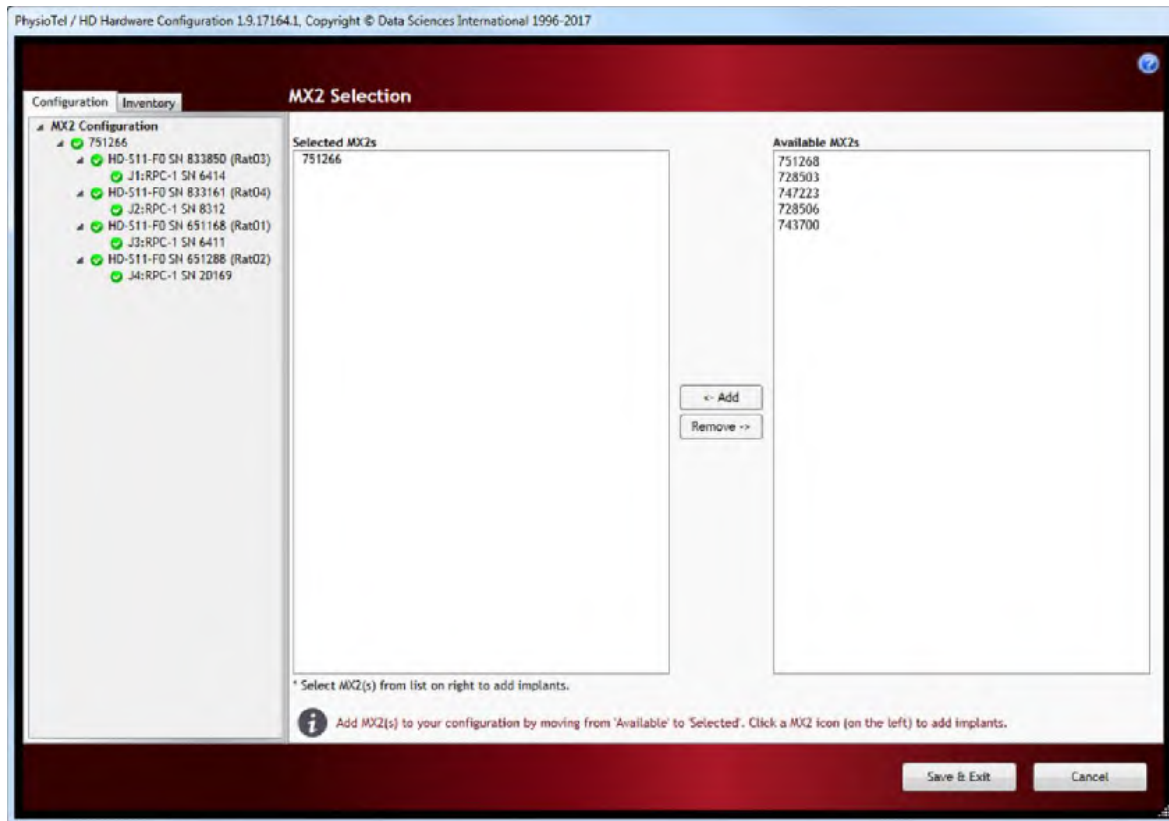 PhysioTel / HD Hardware Configuration 1.9.17164.1, Copyright © Data Sciences International 1996-2017
Configuration
Inventory
MX2 Selection
MX2 Configuration
751266
HD-S11-F0 SN 833850 (Rat03)
J1:RPC-1 SN 6414
HD-S11-F0 SN 833161 (Rat04)
J2:RPC-1 SN 8312
HD-S11-F0 SN 651168 (Rat01)
J3:RPC-1 SN 6411
HD-S11-F0 SN 651288 (Rat02)
J4:RPC-1 SN 20169
Selected MX2s
751266
<- Add
Remove ->
Available MX2s
751268
728503
747223
728506
743700
* Select MX2(s) from list on right to add implants.
Add MX2(s) to your configuration by moving from 'Available' to 'Selected'. Click a MX2 icon (on the left) to add implants.
Save & Exit
Cancel